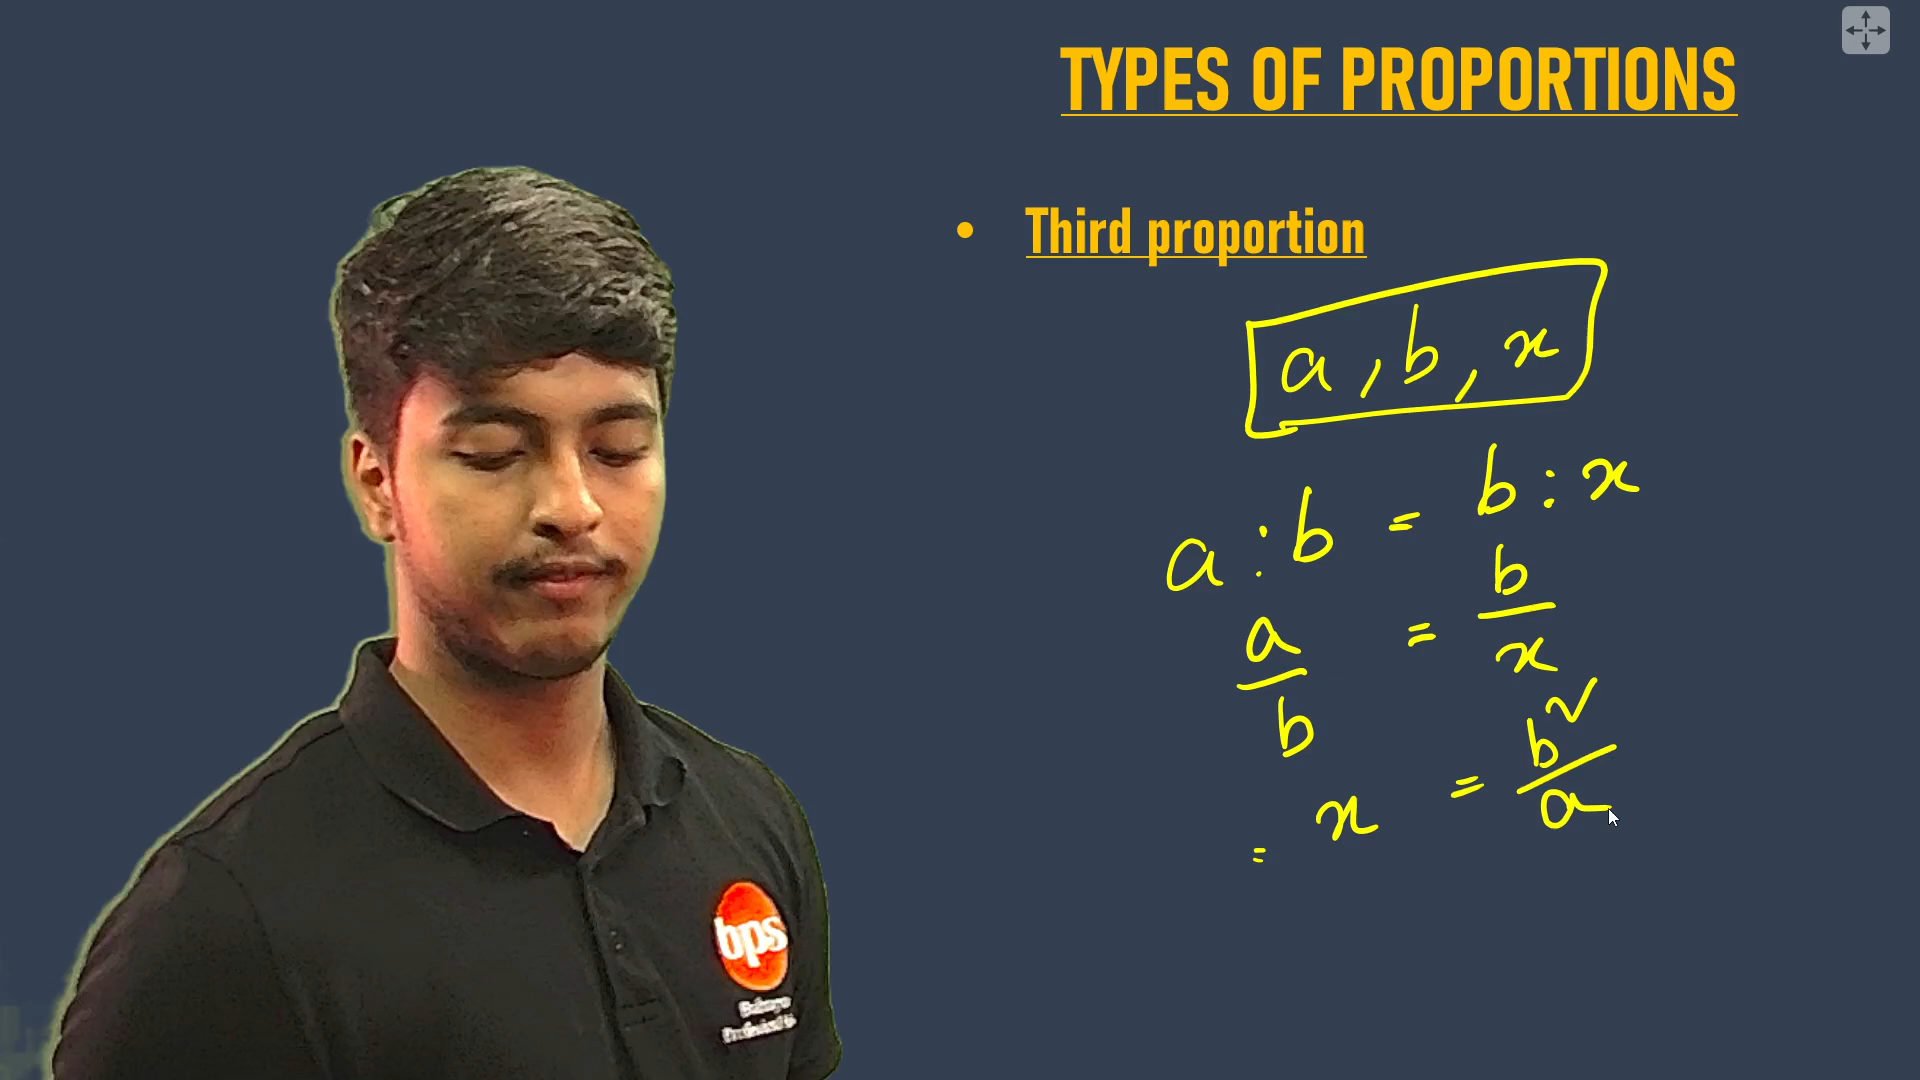 TYPES OF PROPORTIONS
• Third proportion
a, b, x
a : b = b : x
a/b = b/x
= x = b²/a
bps